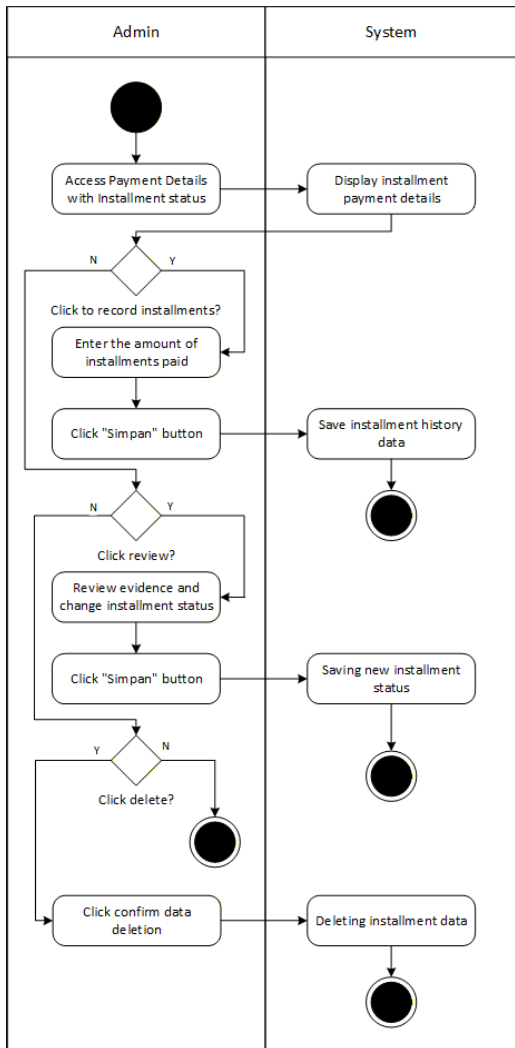 Admin
System
Access Payment Details
with Installment status
Display installment
payment details
N
Y
Click to record installments?
Enter the amount of
installments paid
Click "Simpan" button
Save installment history
data
N
Y
Click review?
Review evidence and
change installment status
Click "Simpan" button
Saving new installment
status
Y
N
Click delete?
Click confirm data
deletion
Deleting installment data